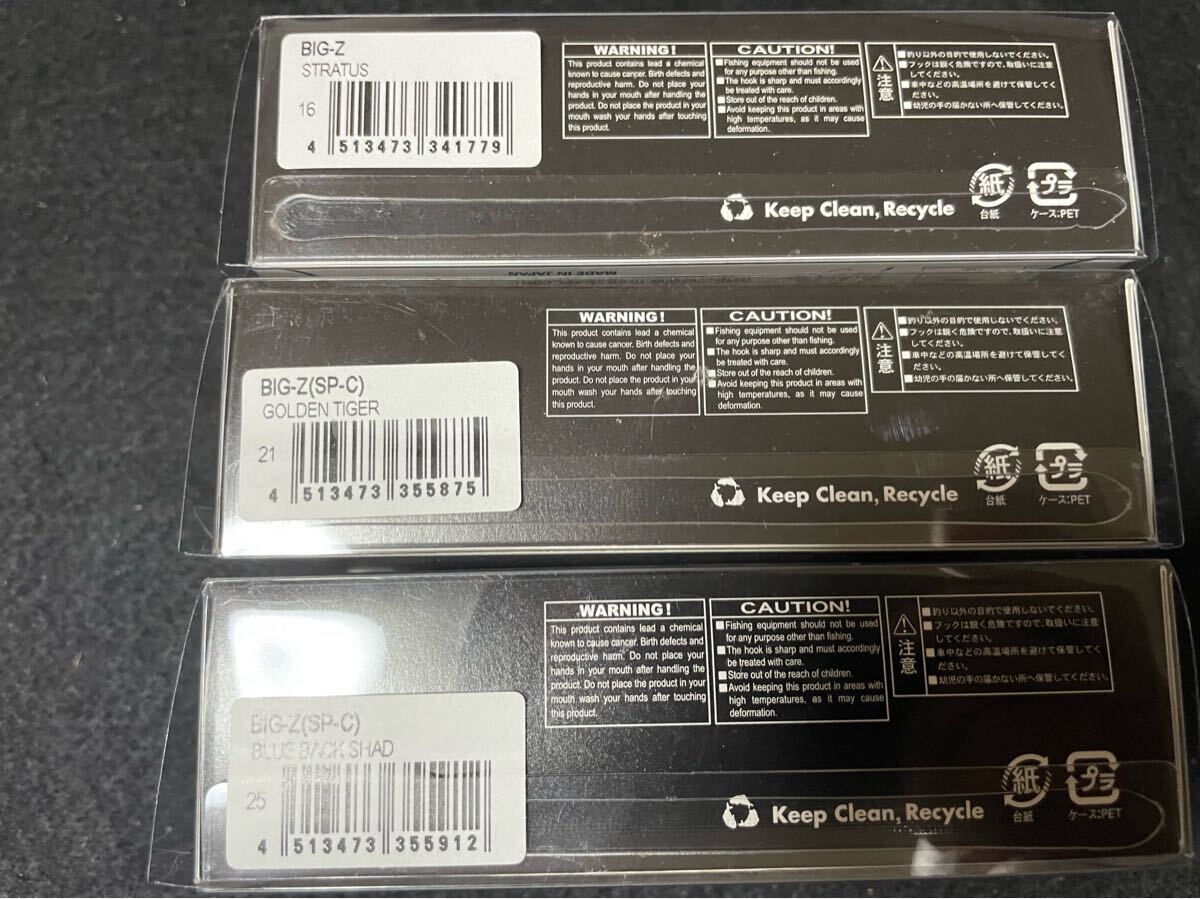 BIG-Z
STRATUS
16
4 513473 341779
WARNING!
This product contains lead a chemical
known to cause cancer. Birth defects and
reproductive harm. Do not place your
hands in your mouth after handling the
product. Do not place the product in your
mouth wash your hands after touching
this product.
CAUTION!
■Fishing equipment should not be used
for any purpose other than fishing.
■The hook is sharp and must accordingly
be treated with care.
■Store out of the reach of children.
■Avoid keeping this product in areas with
high temperatures, as it may cause
deformation.
注意
■釣り以外の目的で使用しないでください。
■フックは鋭く危険ですので、取扱いに注意
してください。
■車中などの高温場所を避けて保管してく
ださい。
■幼児の手の届かない所へ保管してください。
Keep Clean, Recycle
紙
台紙
プラ
ケース:PET
MADE IN JAPAN
BIG-Z(SP-C)
GOLDEN TIGER
21
4 513473 355875
WARNING!
This product contains lead a chemical
known to cause cancer. Birth defects and
reproductive harm. Do not place your
hands in your mouth after handling the
product. Do not place the product in your
mouth wash your hands after touching
this product.
CAUTION!
■Fishing equipment should not be used
for any purpose other than fishing.
■The hook is sharp and must accordingly
be treated with care.
■Store out of the reach of children.
■Avoid keeping this product in areas with
high temperatures, as it may cause
deformation.
注意
■釣り以外の目的で使用しないでください。
■フックは鋭く危険ですので、取扱いに注意
してください。
■車中などの高温場所を避けて保管してく
ださい。
■幼児の手の届かない所へ保管してください。
Keep Clean, Recycle
紙
台紙
プラ
ケース:PET
BIG-Z(SP-C)
BLUE BACK SHAD
25
4 513473 355912
WARNING!
This product contains lead a chemical
known to cause cancer. Birth defects and
reproductive harm. Do not place your
hands in your mouth after handling the
product. Do not place the product in your
mouth wash your hands after touching
this product.
CAUTION!
■Fishing equipment should not be used
for any purpose other than fishing.
■The hook is sharp and must accordingly
be treated with care.
■Store out of the reach of children.
■Avoid keeping this product in areas with
high temperatures, as it may cause
deformation.
注意
■釣り以外の目的で使用しないでください。
■フックは鋭く危険ですので、取扱いに注意
してください。
■車中などの高温場所を避けて保管してく
ださい。
■幼児の手の届かない所へ保管してください。
Keep Clean, Recycle
紙
台紙
プラ
ケース:PET